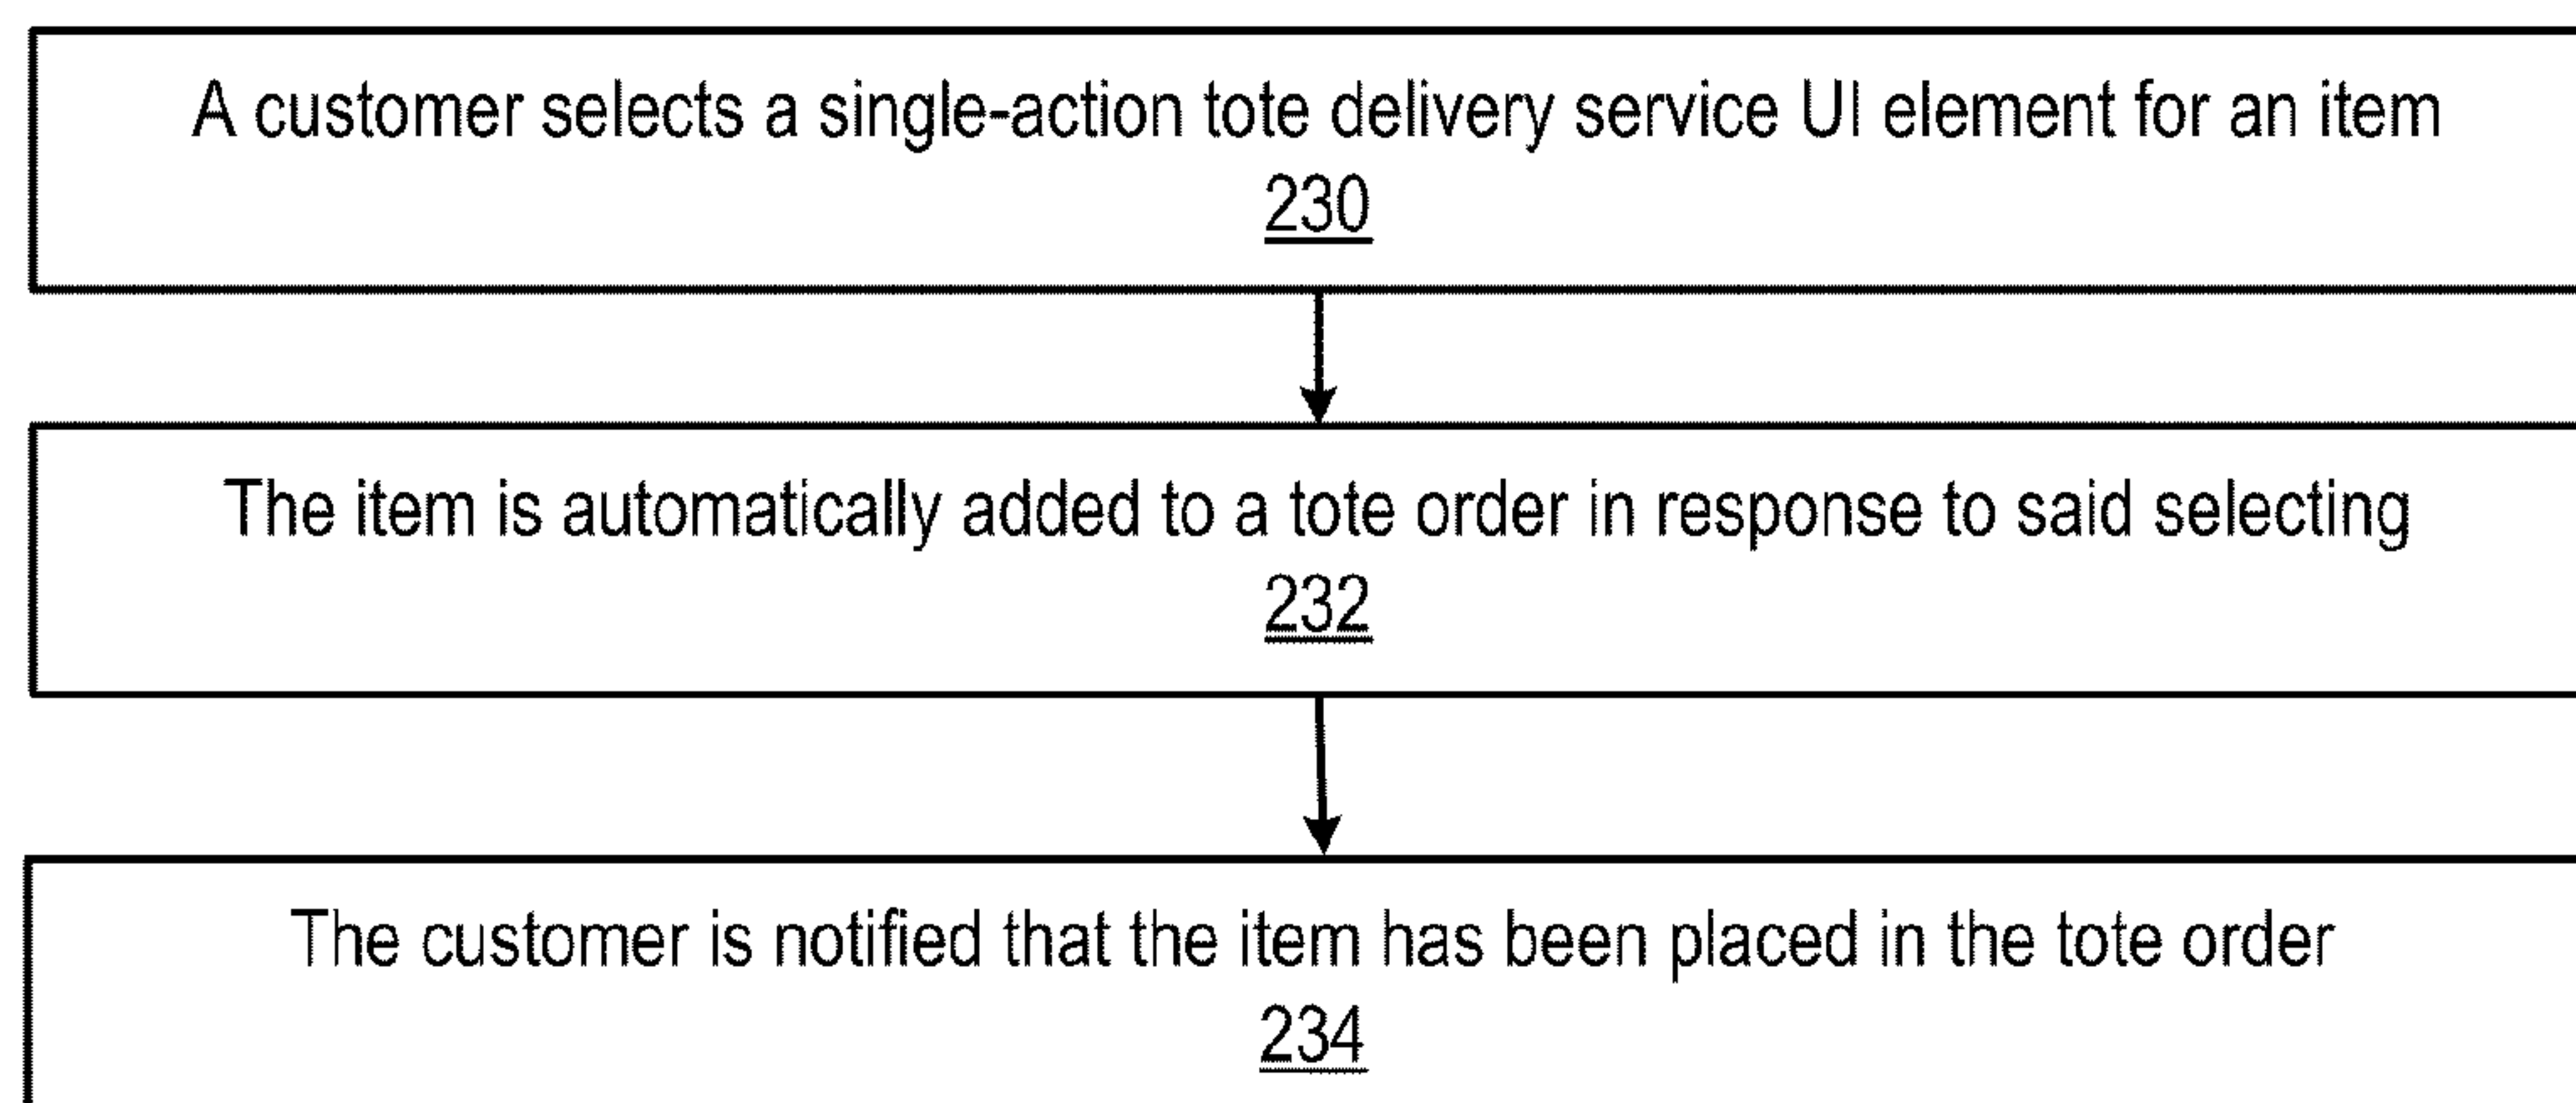 A customer selects a single-action tote delivery service UI element for an item
230
The item is automatically added to a tote order in response to said selecting
232
The customer is notified that the item has been placed in the tote order
234